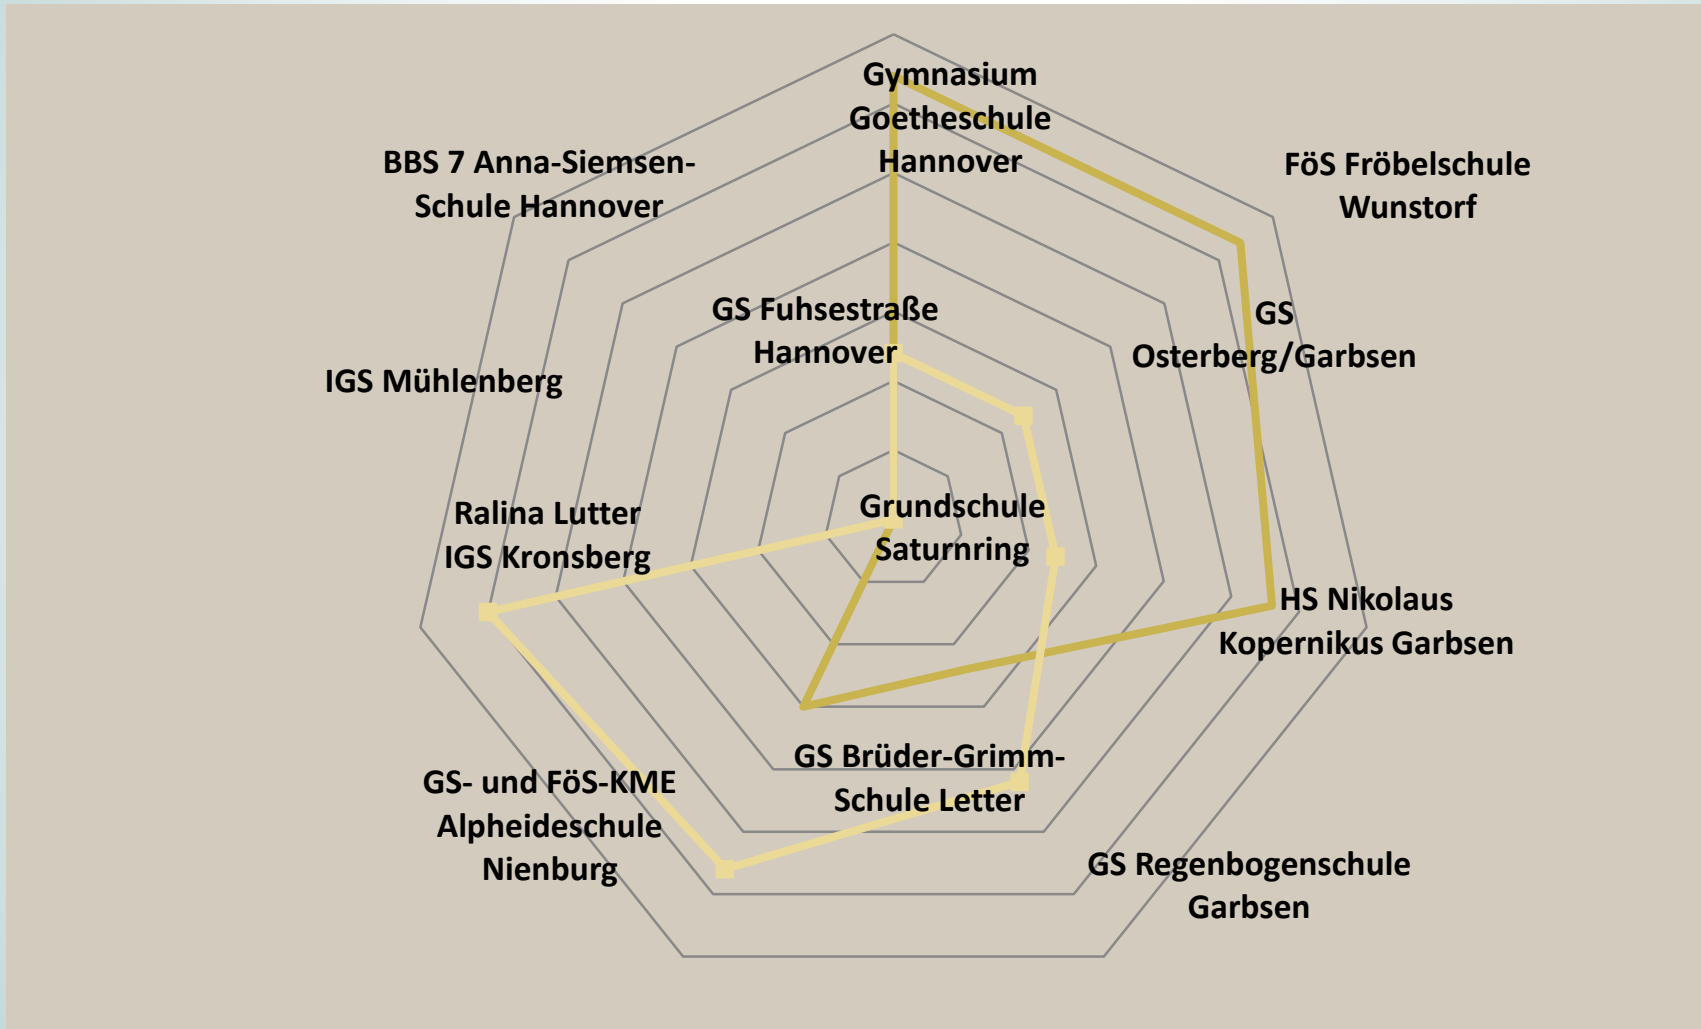 Gymnasium
Goetheschule
Hannover
BBS 7 Anna-Siemsen-
Schule Hannover
FöS Fröbelschule
Wunstorf
GS Fuhsestraße
Hannover
GS
Osterberg/Garbsen
IGS Mühlenberg
Ralina Lutter
IGS Kronsberg
Grundschule
Saturnring
HS Nikolaus
Kopernikus Garbsen
GS Brüder-Grimm-
Schule Letter
GS- und FöS-KME
Alpheideschule
Nienburg
GS Regenbogenschule
Garbsen